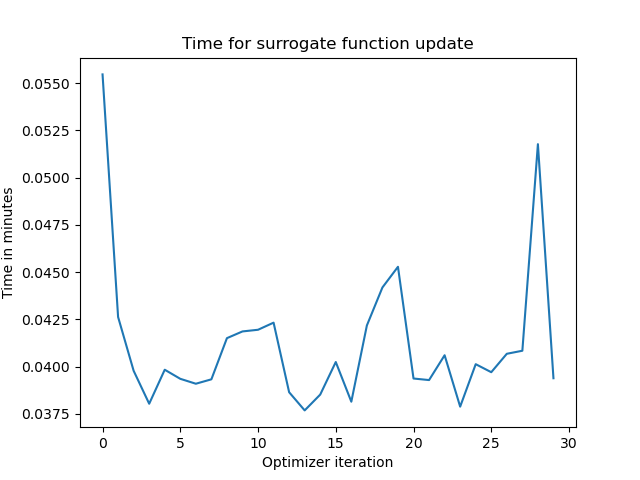 Time for surrogate function update
0.0550
0.0525
0.0500
0.0475
0.0450
0.0425
0.0400
0.0375
Time in minutes
0 5 10 15 20 25 30
Optimizer iteration